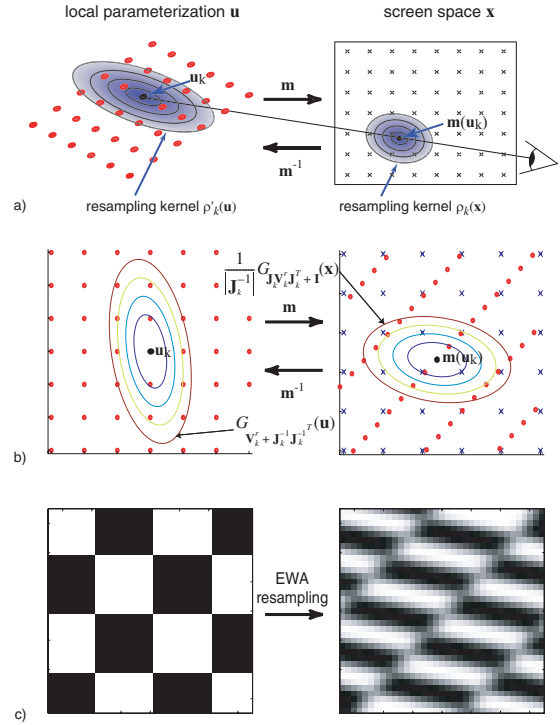 local parameterization u
screen space x
u_k
m
m(u_k)
m^-1
a)
resampling kernel ρ'_k(u)
resampling kernel ρ_k(x)
1/|J_k^-1| G_{J_k V_k^r J_k^T + I}(x)
m
u_k
m(u_k)
m^-1
G_{V_k^r + J_k^-1 J_k^-1^T}(u)
b)
EWA
resampling
c)